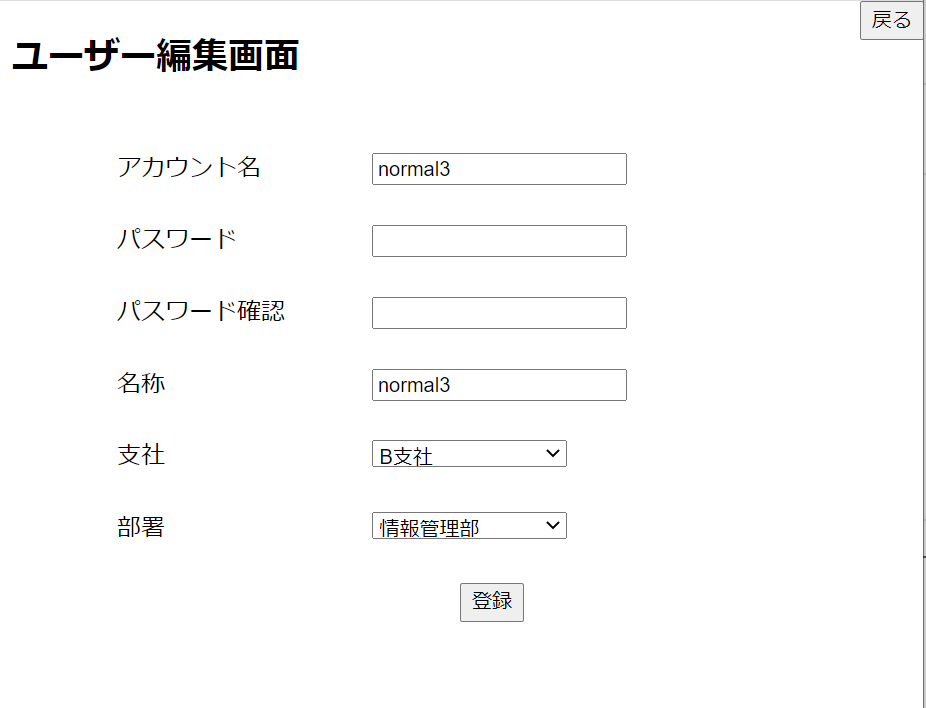 戻る
ユーザー編集画面
アカウント名 normal3
パスワード
パスワード確認
名称 normal3
支社 B支社
部署 情報管理部
登録